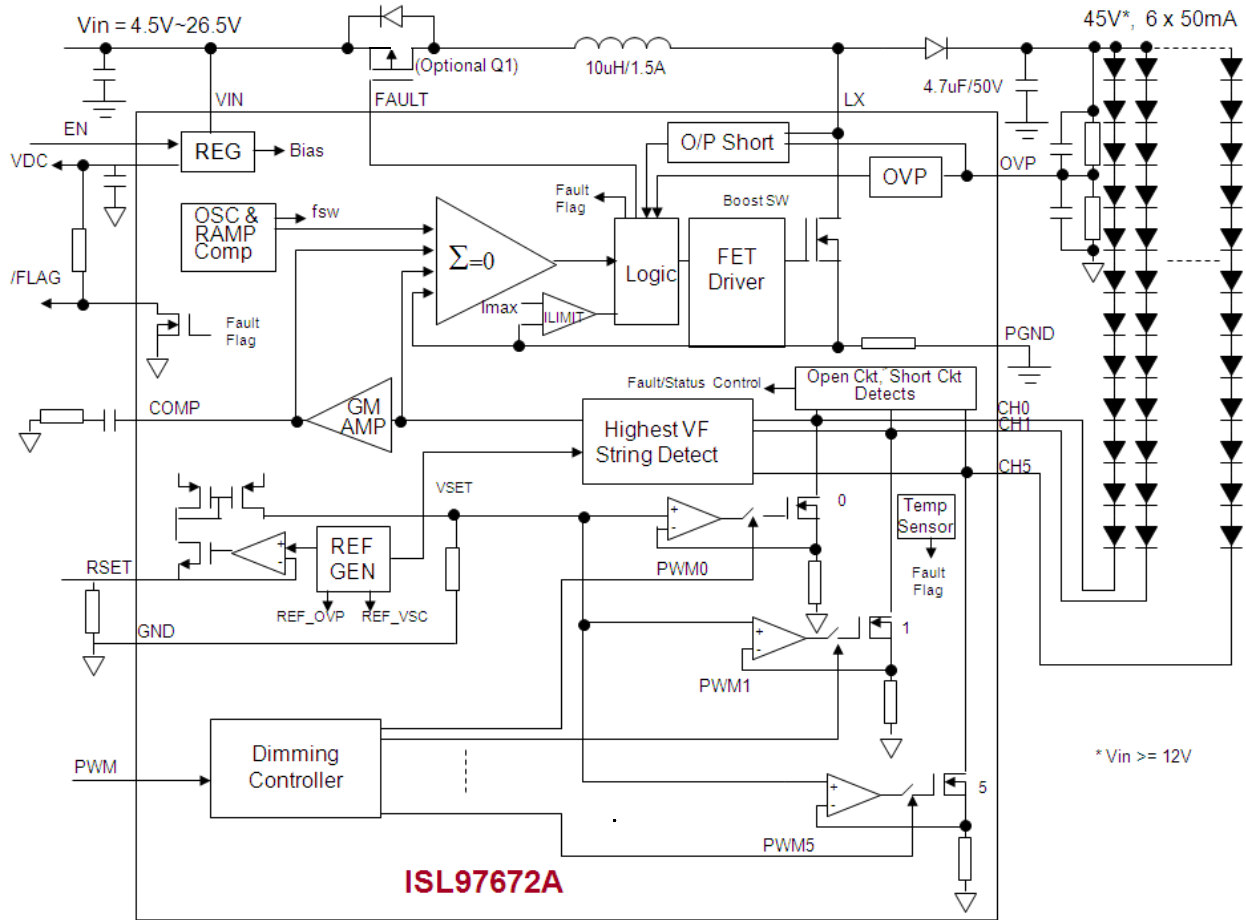 Vin = 4.5V~26.5V
45V*, 6 x 50mA
(Optional Q1)
10uH/1.5A
4.7uF/50V
VIN
FAULT
LX
EN
REG
Bias
O/P Short
VDC
OVP
OVP
Fault
Flag
Boost SW
OSC &
RAMP
Comp
fsw
Σ=0
Logic
FET
Driver
/FLAG
Imax
ILIMIT
Fault
Flag
PGND
Fault/Status Control
Open Ckt, Short Ckt
Detects
COMP
GM
AMP
Highest VF
String Detect
CH0
CH1
CH5
VSET
+
-
0
Temp
Sensor
+
-
REF
GEN
RSET
PWM0
Fault
Flag
REF_OVP
REF_VSC
GND
+
-
1
PWM1
PWM
Dimming
Controller
* Vin >= 12V
+
-
5
PWM5
ISL97672A